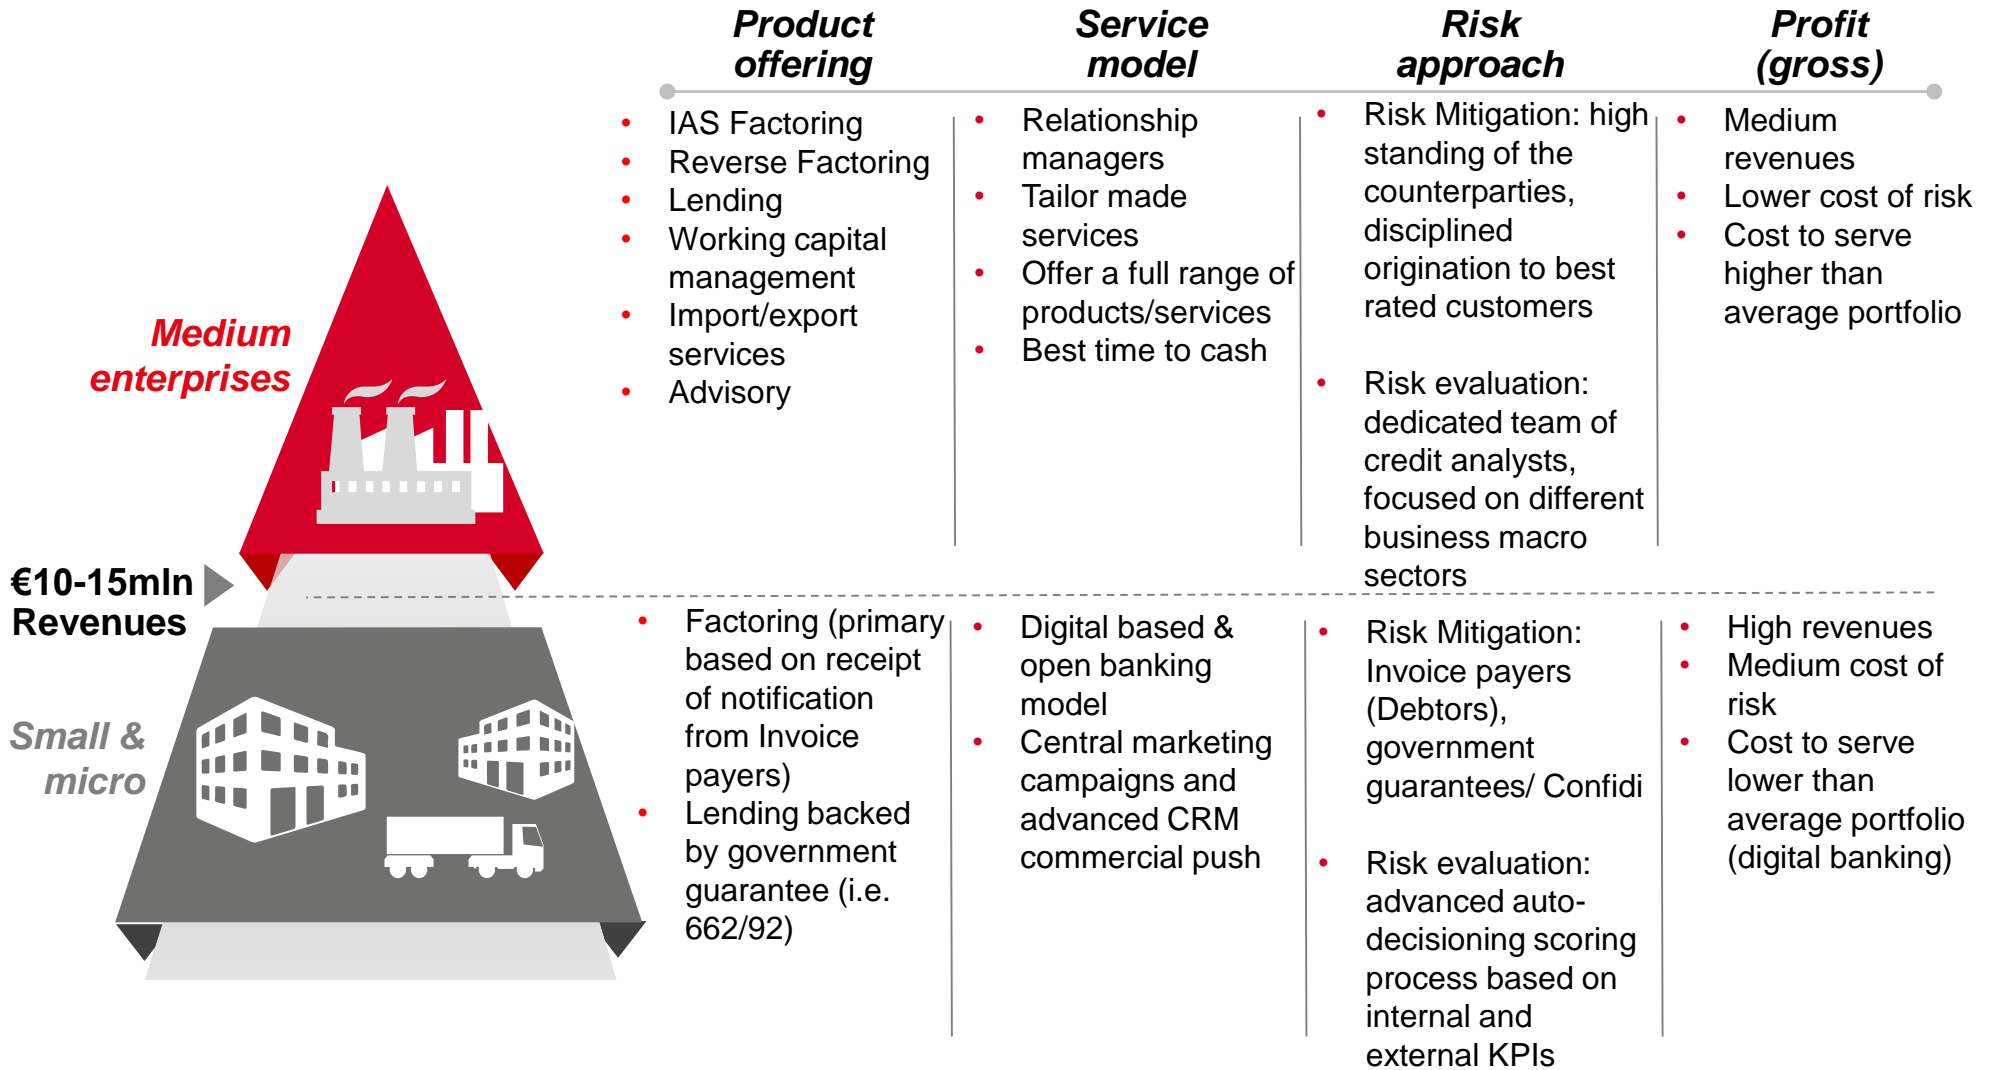 Product
offering
Service
model
Risk
approach
Profit
(gross)
Medium
enterprises
• IAS Factoring
• Reverse Factoring
• Lending
• Working capital
management
• Import/export
services
• Advisory
• Relationship
managers
• Tailor made
services
• Offer a full range of
products/services
• Best time to cash
• Risk Mitigation: high
standing of the
counterparties,
disciplined
origination to best
rated customers
• Risk evaluation:
dedicated team of
credit analysts,
focused on different
business macro
sectors
• Medium
revenues
• Lower cost of risk
• Cost to serve
higher than
average portfolio
€10-15mln
Revenues
Small &
micro
• Factoring (primary
based on receipt
of notification
from Invoice
payers)
• Lending backed
by government
guarantee (i.e.
662/92)
• Digital based &
open banking
model
• Central marketing
campaigns and
advanced CRM
commercial push
• Risk Mitigation:
Invoice payers
(Debtors),
government
guarantees/ Confidi
• Risk evaluation:
advanced auto-
decisioning scoring
process based on
internal and
external KPIs
• High revenues
• Medium cost of
risk
• Cost to serve
lower than
average portfolio
(digital banking)